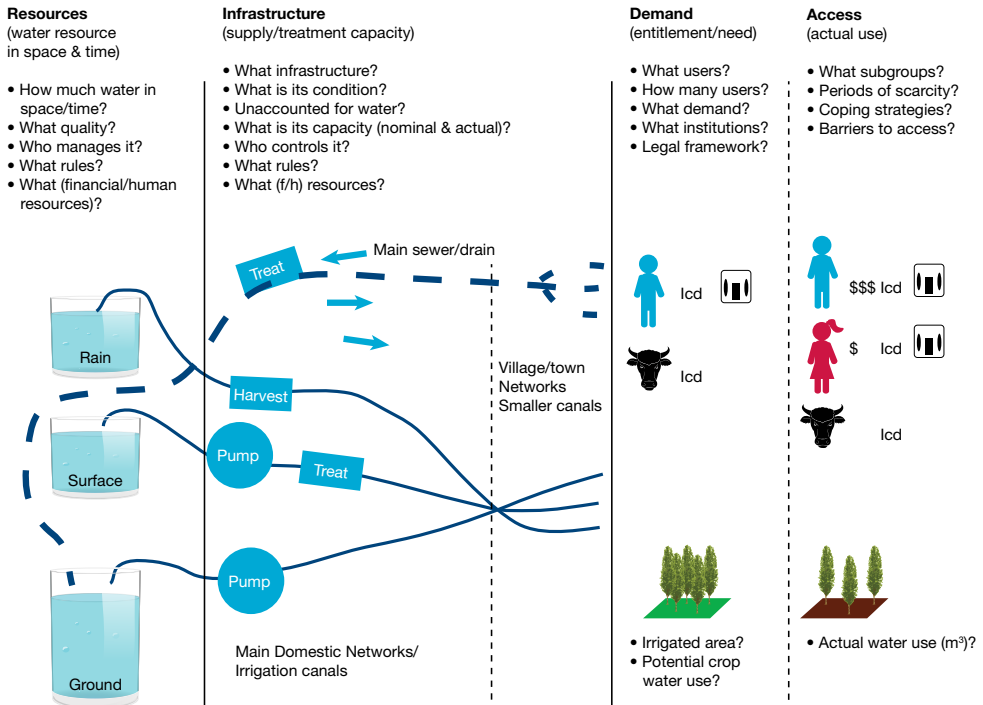 Resources
(water resource
in space & time)
• How much water in
space/time?
• What quality?
• Who manages it?
• What rules?
• What (financial/human
resources)?
Infrastructure
(supply/treatment capacity)
• What infrastructure?
• What is its condition?
• Unaccounted for water?
• What is its capacity (nominal & actual)?
• Who controls it?
• What rules?
• What (f/h) resources?
Demand
(entitlement/need)
• What users?
• How many users?
• What demand?
• What institutions?
• Legal framework?
Access
(actual use)
• What subgroups?
• Periods of scarcity?
• Coping strategies?
• Barriers to access?
Main sewer/drain
Treat
Rain
Harvest
Surface
Pump
Treat
Ground
Pump
Village/town
Networks
Smaller canals
Main Domestic Networks/
Irrigation canals
lcd
lcd
• Irrigated area?
• Potential crop
water use?
$$$ lcd
$ lcd
lcd
• Actual water use (m³)?